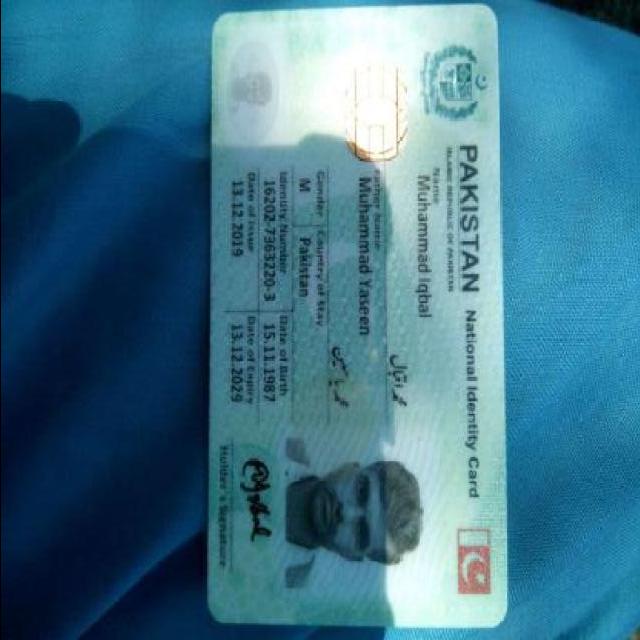 PAKISTAN National Identity Card
ISLAMIC REPUBLIC OF PAKISTAN
Name
Muhammad Iqbal
محمد اقبال
Father Name
Muhammad Yaseen
محمد یاسین
Gender Country of Stay
M Pakistan
Identity Number Date of Birth
16202-7363220-3 15.11.1987
Date of Issue Date of Expiry
13.12.2019 13.12.2029
Holder's Signature